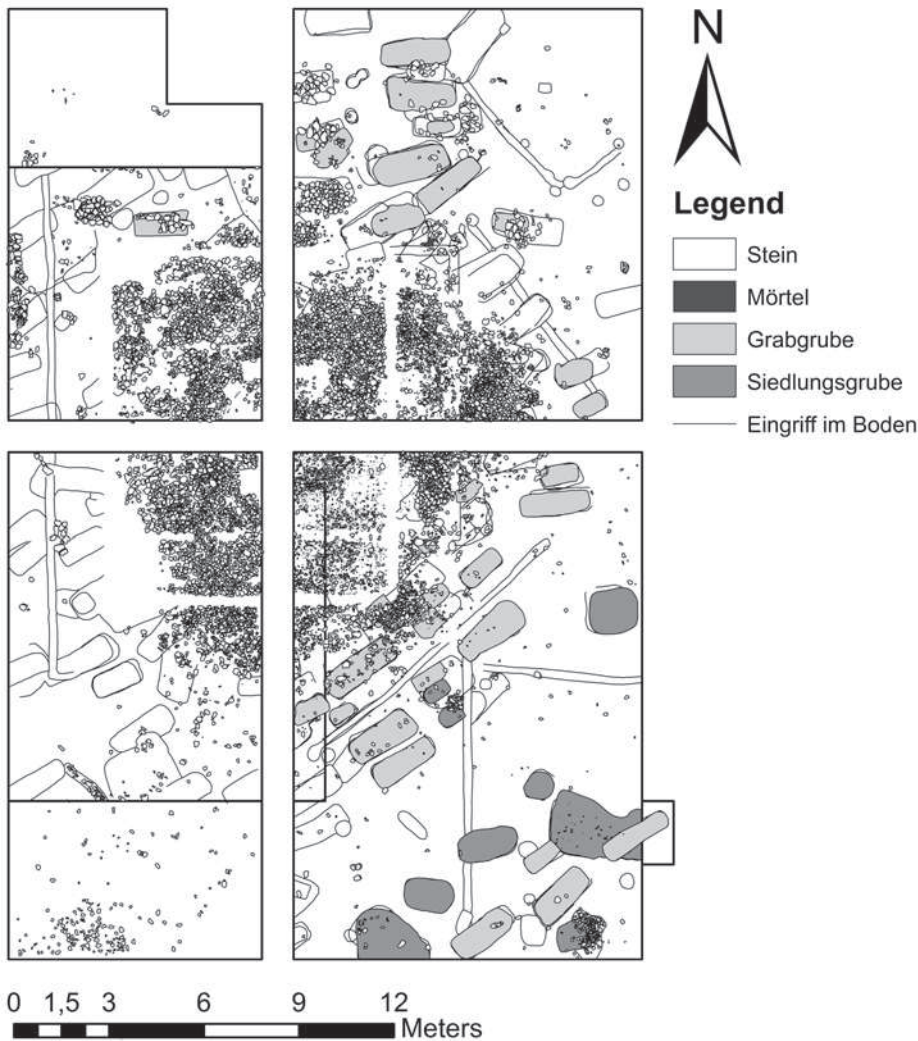 N
Legend
Stein
Mörtel
Grabgrube
Siedlungsgrube
Eingriff im Boden
0 1,5 3 6 9 12
Meters